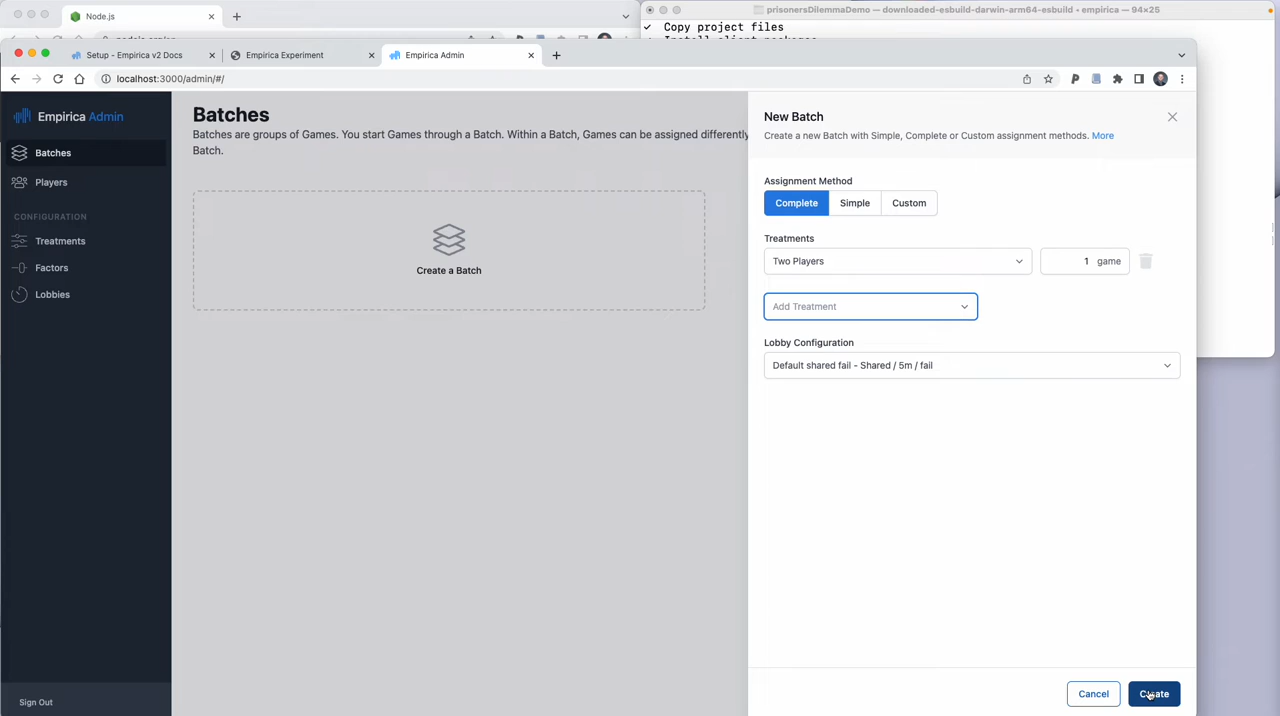 Node.js
prisonersDilemmaDemo — downloaded-esbuild-darwin-arm64-esbuild • empirica — 94×25
✓ Copy project files
Setup - Empirica v2 Docs
Empirica Experiment
Empirica Admin
localhost:3000/admin/#/
Empirica Admin
Batches
Players
CONFIGURATION
Treatments
Factors
Lobbies
Sign Out
Batches
Batches are groups of Games. You start Games through a Batch. Within a Batch, Games can be assigned differently
Batch.
Create a Batch
New Batch
Create a new Batch with Simple, Complete or Custom assignment methods. More
Assignment Method
Complete
Simple
Custom
Treatments
Two Players
1 game
Add Treatment
Lobby Configuration
Default shared fail - Shared / 5m / fail
Cancel
Create